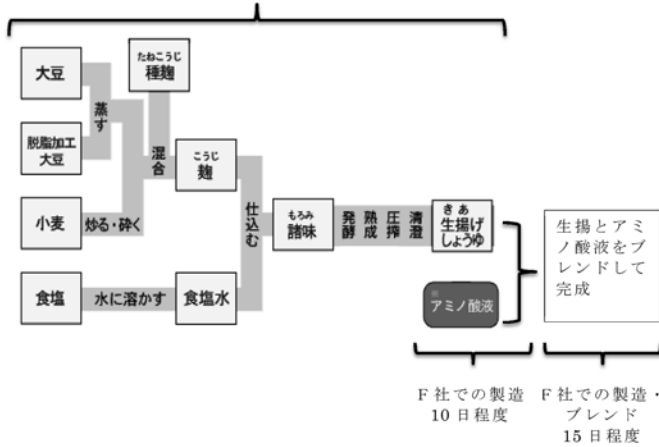 大豆
たねこうじ
種麹
蒸す
脱脂加工
大豆
混合
こうじ
麹
小麦
炒る・砕く
仕込む
もろみ
諸味
発酵
熟成
圧搾
清澄
きあ
生揚げ
しょうゆ
生揚とアミ
ノ酸液をブ
レンドして
完成
食塩
水に溶かす
食塩水
アミノ酸液
F社での製造
10日程度
F社での製造・
ブレンド
15日程度